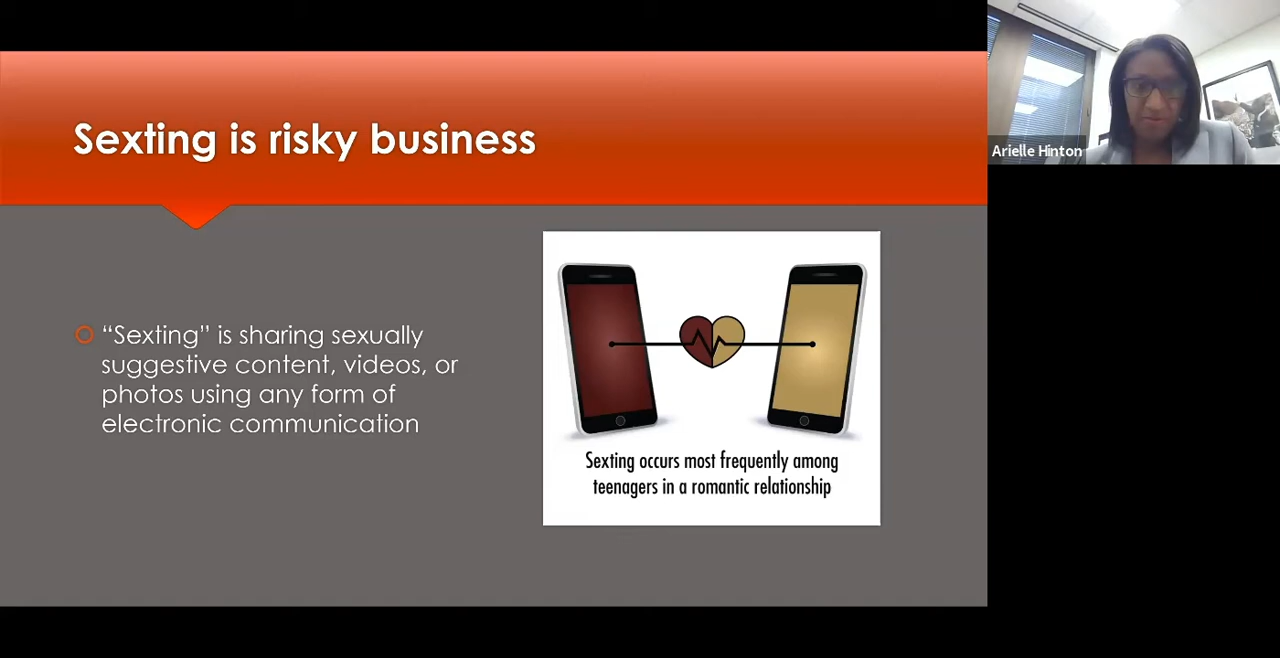 Sexting is risky business
“Sexting” is sharing sexually
suggestive content, videos, or
photos using any form of
electronic communication
Sexting occurs most frequently among
teenagers in a romantic relationship
Arielle Hinton